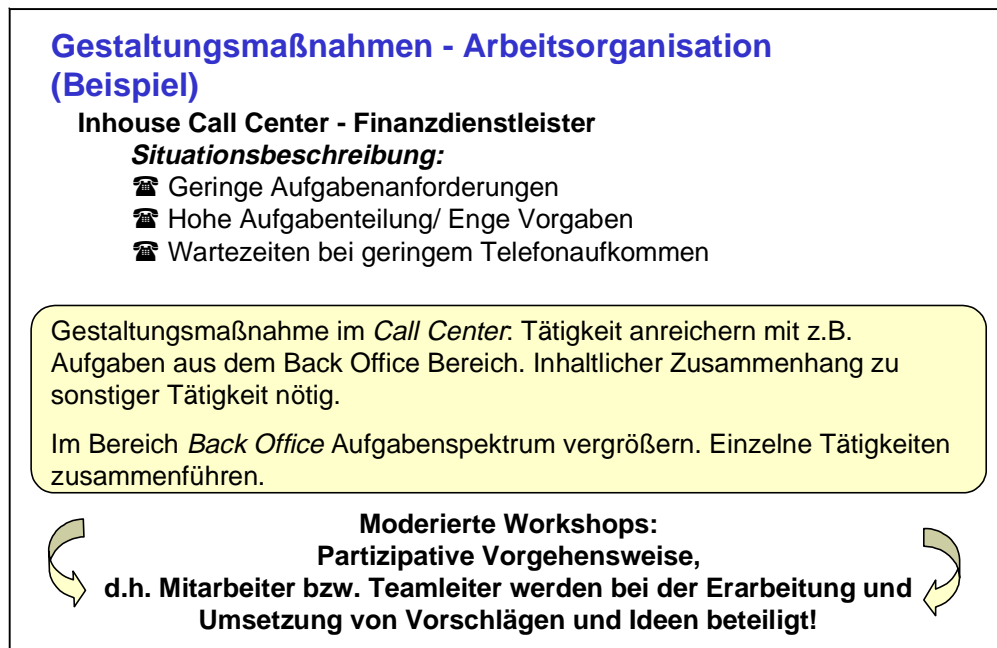 Gestaltungsmaßnahmen - Arbeitsorganisation
(Beispiel)
Inhouse Call Center - Finanzdienstleister
Situationsbeschreibung:
☎ Geringe Aufgabenanforderungen
☎ Hohe Aufgabenteilung/ Enge Vorgaben
☎ Wartezeiten bei geringem Telefonaufkommen
Gestaltungsmaßnahme im Call Center: Tätigkeit anreichern mit z.B.
Aufgaben aus dem Back Office Bereich. Inhaltlicher Zusammenhang zu
sonstiger Tätigkeit nötig.
Im Bereich Back Office Aufgabenspektrum vergrößern. Einzelne Tätigkeiten
zusammenführen.
Moderierte Workshops:
Partizipative Vorgehensweise,
d.h. Mitarbeiter bzw. Teamleiter werden bei der Erarbeitung und
Umsetzung von Vorschlägen und Ideen beteiligt!